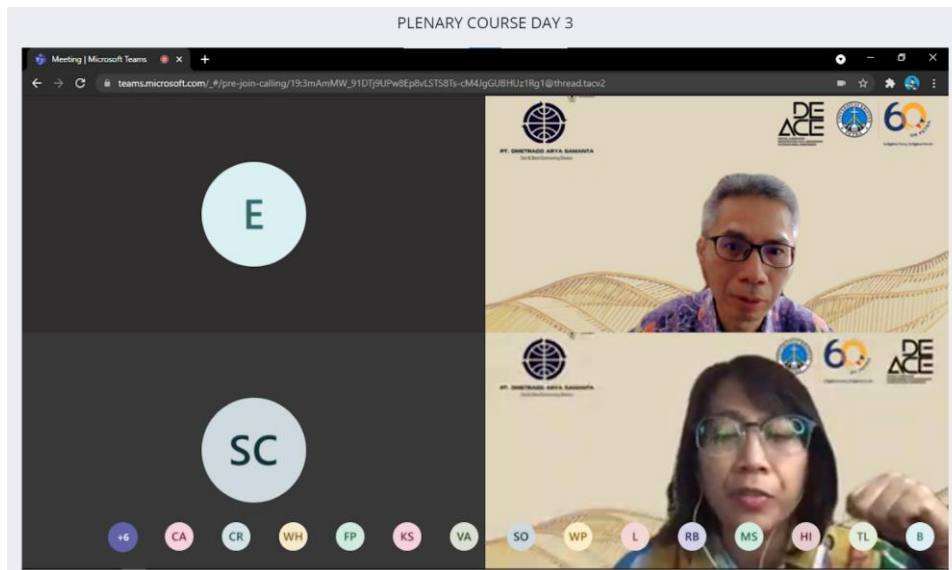 PLENARY COURSE DAY 3
Meeting | Microsoft Teams
teams.microsoft.com/_#/pre-join-calling/19:3mAmMW_91DTj9UPw8Ep8vLSTS8Ts-cM4JgGU8HUz1Rg1@thread.tacv2
E
PT. OMETRACO ARYA SAMANTA
DE
ACE
60
SC
PT. OMETRACO ARYA SAMANTA
60
DE
ACE
+6
CA
CR
WH
FP
KS
VA
SO
WP
L
RB
MS
HI
TL
B